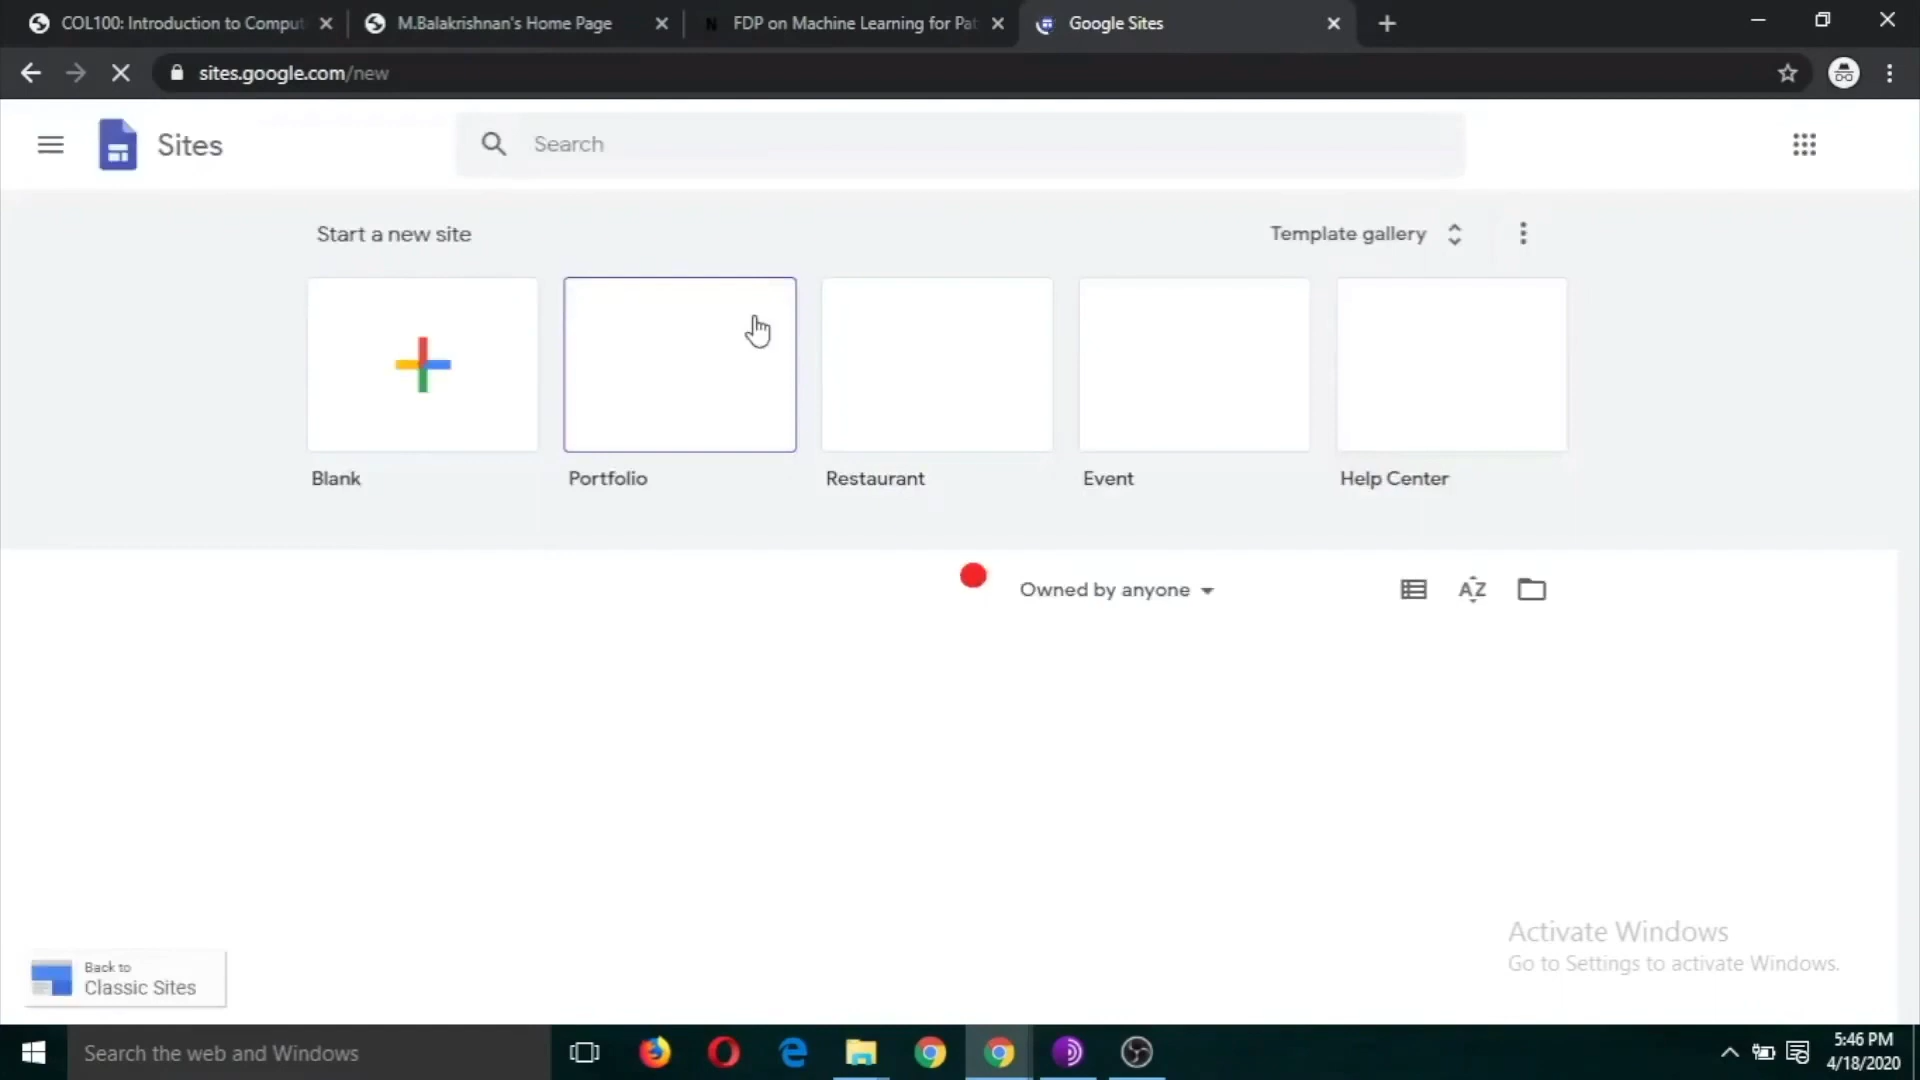 COL100: Introduction to Comput
M.Balakrishnan's Home Page
FDP on Machine Learning for Pat
Google Sites
sites.google.com/new
Sites
Search
Start a new site
Template gallery
Blank
Portfolio
Restaurant
Event
Help Center
Owned by anyone
AZ
Activate Windows
Go to Settings to activate Windows.
Back to
Classic Sites
Search the web and Windows
5:46 PM
4/18/2020